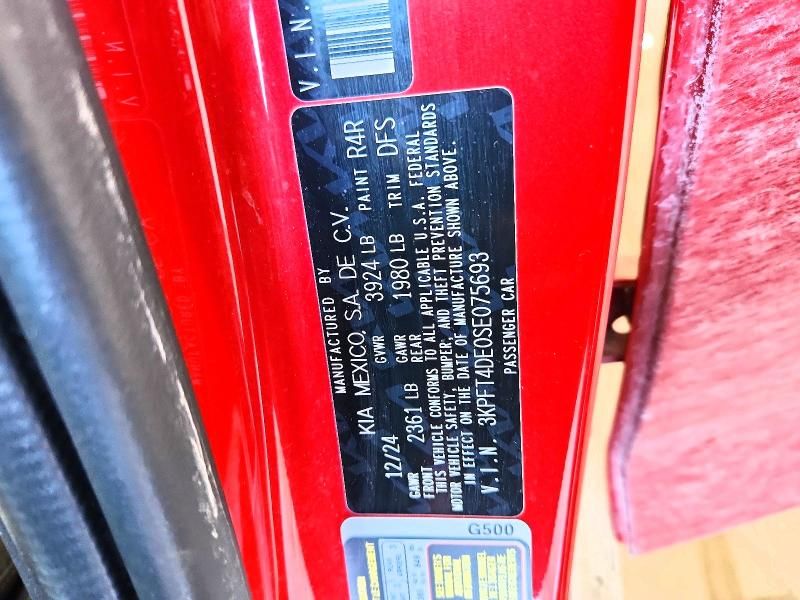 V.I.N.
MANUFACTURED BY
KIA MEXICO, S.A. DE C.V.
12/24 GVWR 3924 LB PAINT R4R
GAWR FRONT 2361 LB GAWR REAR 1980 LB TRIM DFS
THIS VEHICLE CONFORMS TO ALL APPLICABLE U.S.A. FEDERAL
MOTOR VEHICLE SAFETY, BUMPER, AND THEFT PREVENTION STANDARDS
IN EFFECT ON THE DATE OF MANUFACTURE SHOWN ABOVE.
V.I.N. 3KPFT4DE0SE075693
PASSENGER CAR
G500